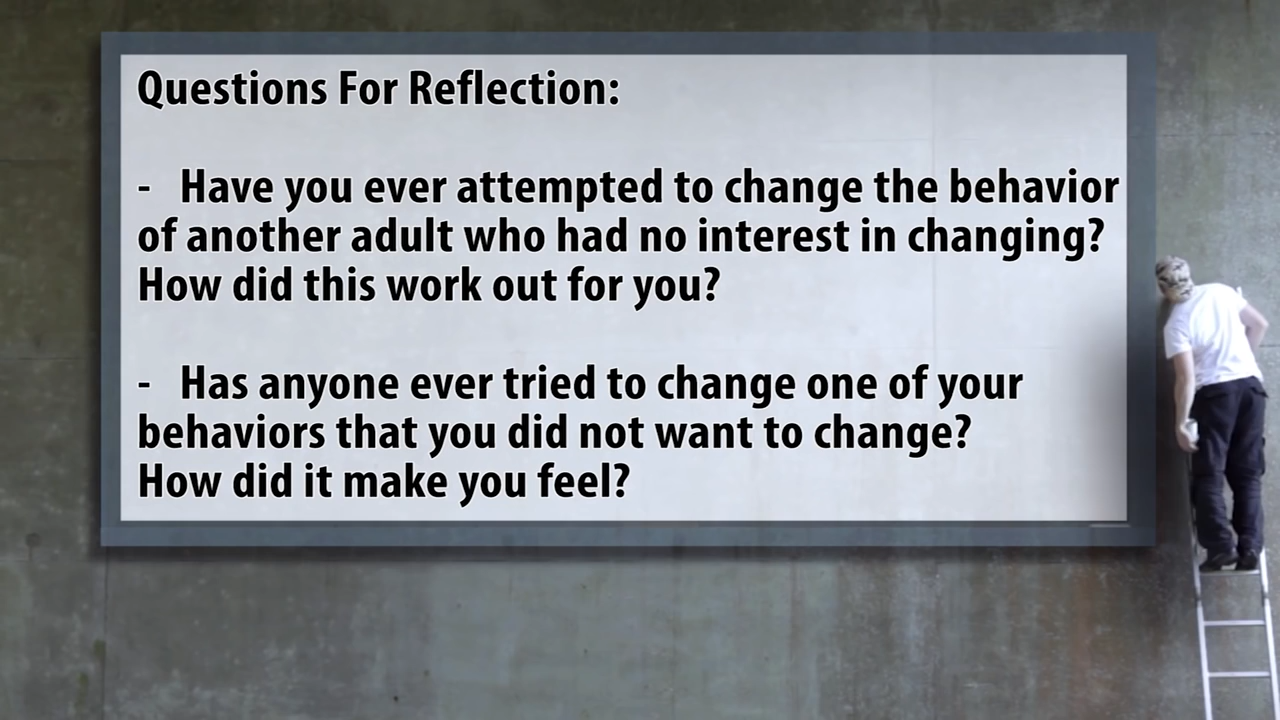 Questions For Reflection:
-   Have you ever attempted to change the behavior
of another adult who had no interest in changing?
How did this work out for you?
-   Has anyone ever tried to change one of your
behaviors that you did not want to change?
How did it make you feel?